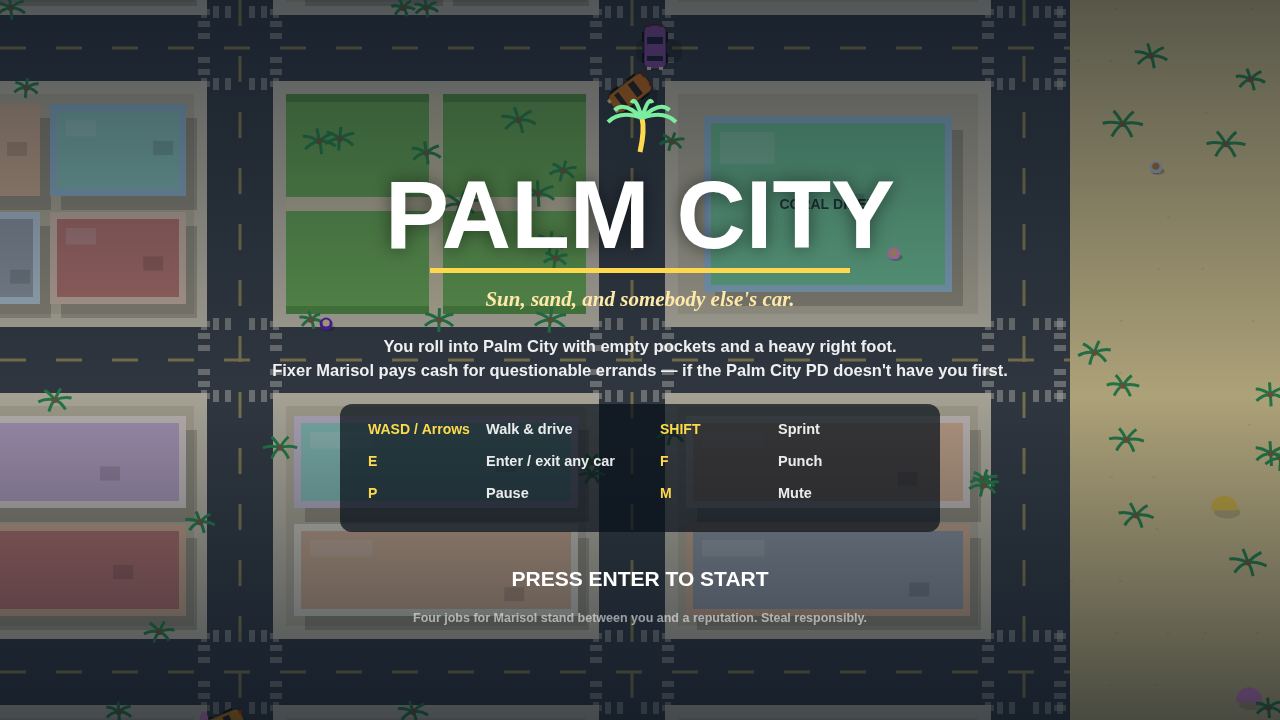 PALM CITY
CORAL DINER
Sun, sand, and somebody else's car.
You roll into Palm City with empty pockets and a heavy right foot.
Fixer Marisol pays cash for questionable errands — if the Palm City PD doesn't have you first.
WASD / Arrows Walk & drive SHIFT Sprint
E Enter / exit any car F Punch
P Pause M Mute
PRESS ENTER TO START
Four jobs for Marisol stand between you and a reputation. Steal responsibly.